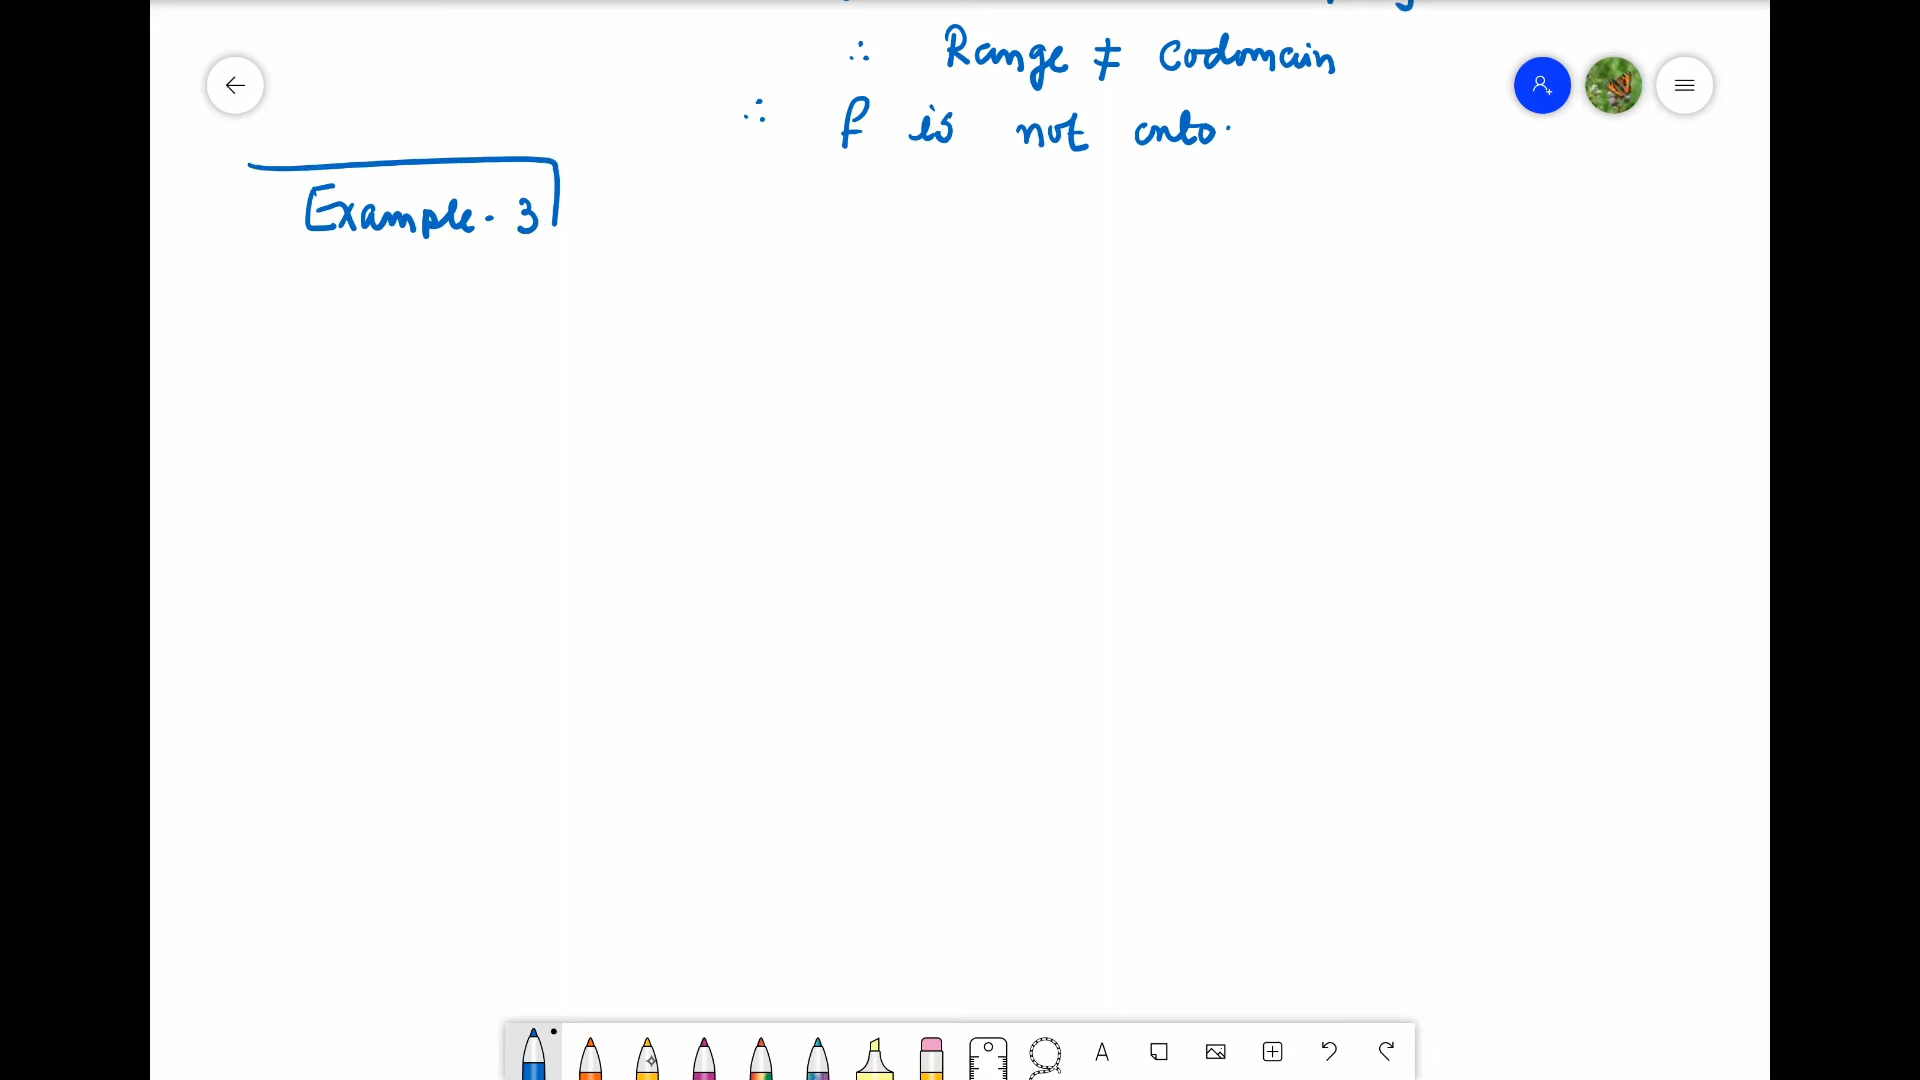 ∴ Range ≠ codomain
∴ f is not onto.
Example - 3